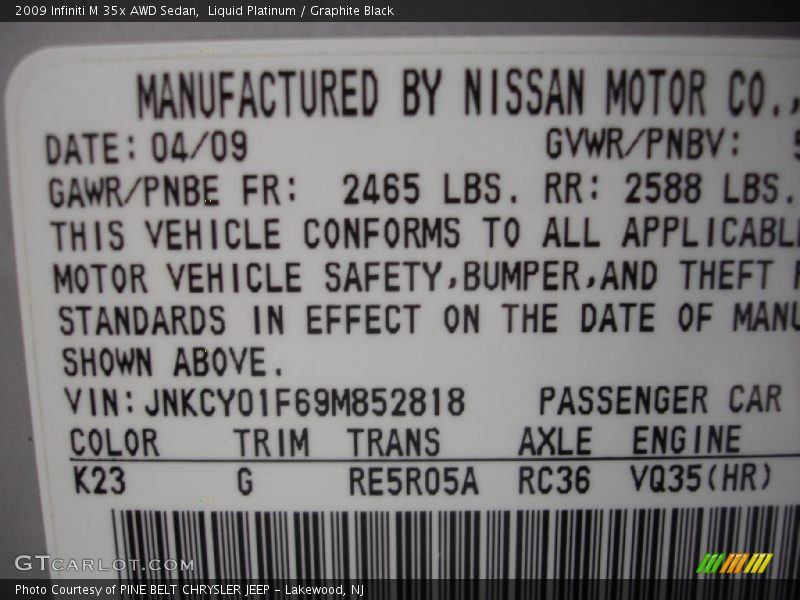 2009 Infiniti M 35x AWD Sedan,  Liquid Platinum / Graphite Black
MANUFACTURED BY NISSAN MOTOR CO.,
DATE: 04/09 GVWR/PNBV:
GAWR/PNBE FR: 2465 LBS. RR: 2588 LBS.
THIS VEHICLE CONFORMS TO ALL
MOTOR VEHICLE SAFETY,BUMPER,AND THEFT
STANDARDS IN EFFECT ON THE DATE OF
SHOWN ABOVE.
VIN: JNKCY01F69M852818 PASSENGER CAR
COLOR TRIM TRANS AXLE ENGINE
K23 G RE5R05A RC36 VQ35(HR)
GTCARLOT.COM
Photo Courtesy of PINE BELT CHRYSLER JEEP – Lakewood, NJ